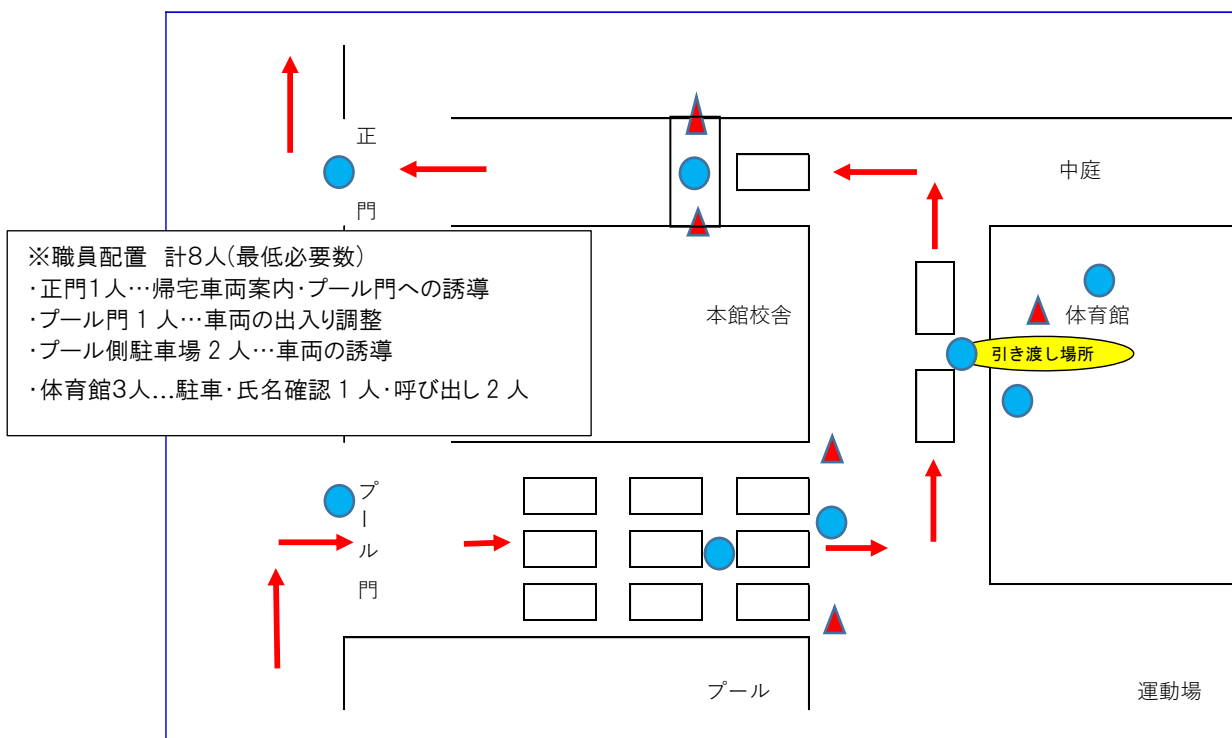 正門
中庭
※職員配置　計8人(最低必要数)
・正門1人…帰宅車両案内・プール門への誘導
・プール門 1 人…車両の出入り調整
・プール側駐車場 2 人…車両の誘導
・体育館3人…駐車・氏名確認 1 人・呼び出し 2 人
本館校舎
体育館
引き渡し場所
プール門
プール
運動場